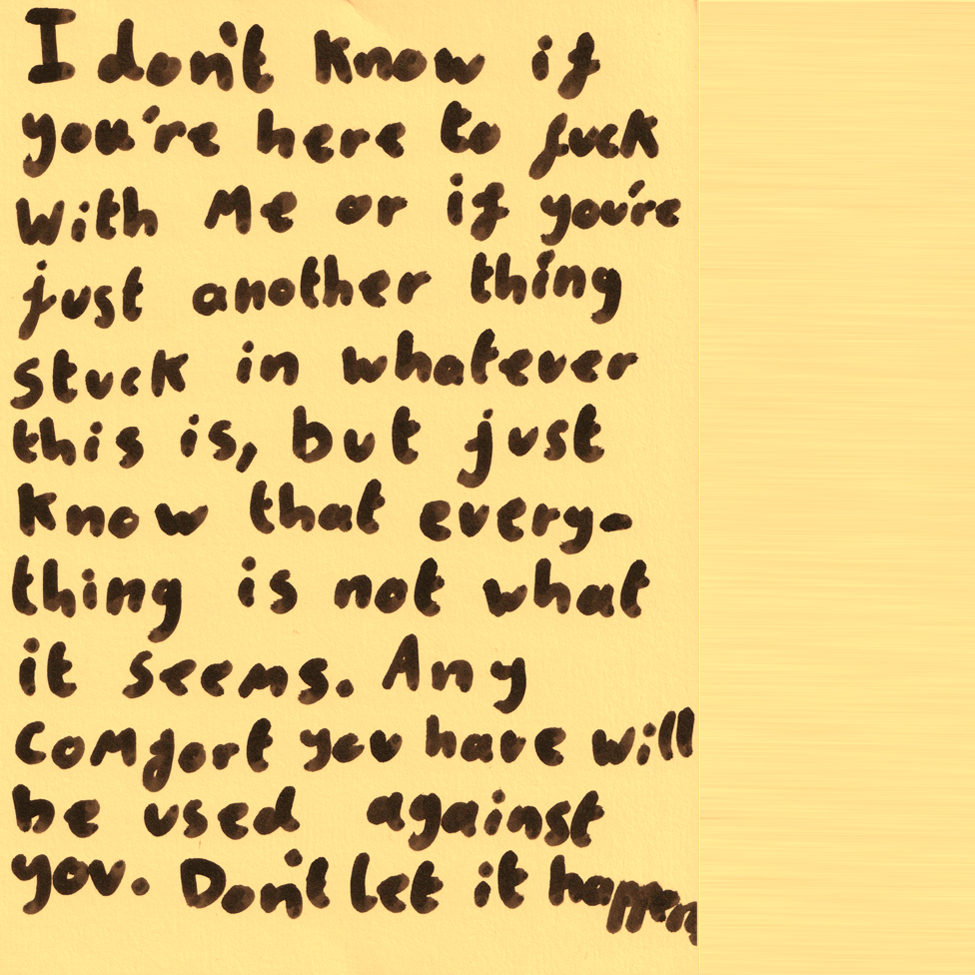 I don't know if
you're here to fuck
With Me or if you're
just another thing
stuck in whatever
this is, but just
know that every-
thing is not what
it seems. Any
Comfort you have will
be used against
you. Don't let it happen